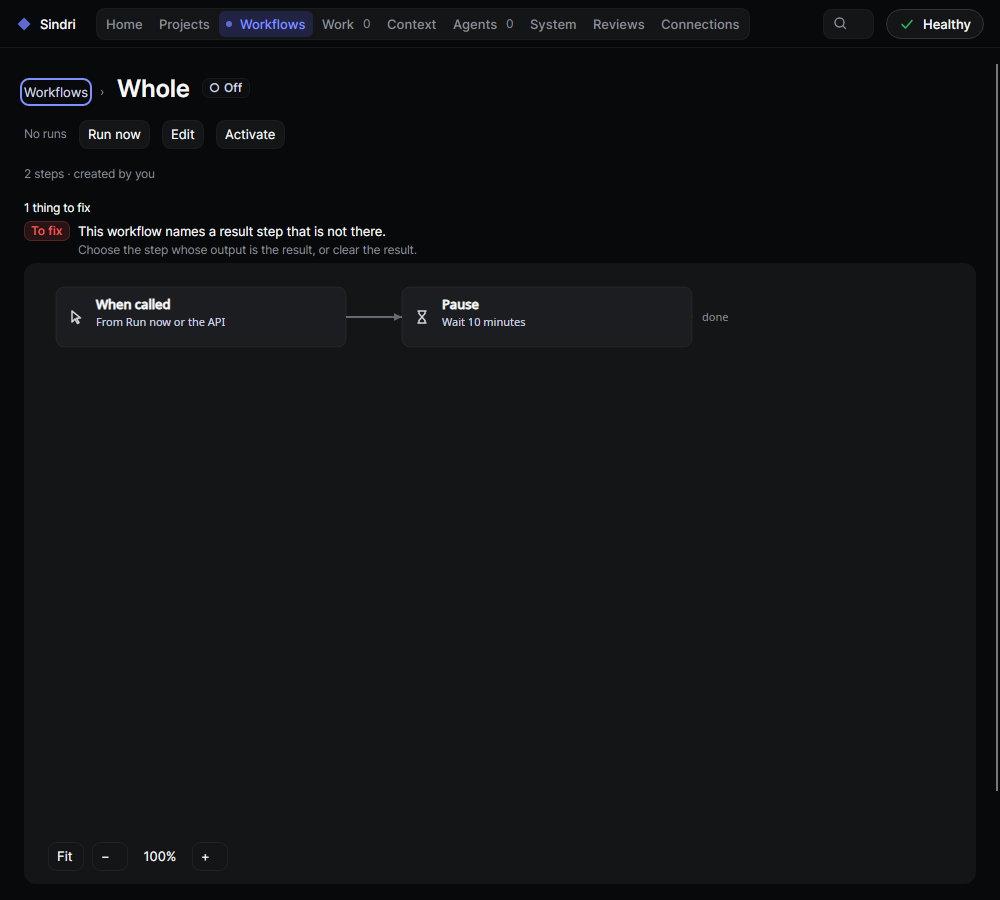 Sindri Home Projects Workflows Work 0 Context Agents 0 System Reviews Connections Healthy
Workflows › Whole Off
No runs Run now Edit Activate
2 steps · created by you
1 thing to fix
To fix This workflow names a result step that is not there.
Choose the step whose output is the result, or clear the result.
When called
From Run now or the API
Pause
Wait 10 minutes
done
Fit − 100% +